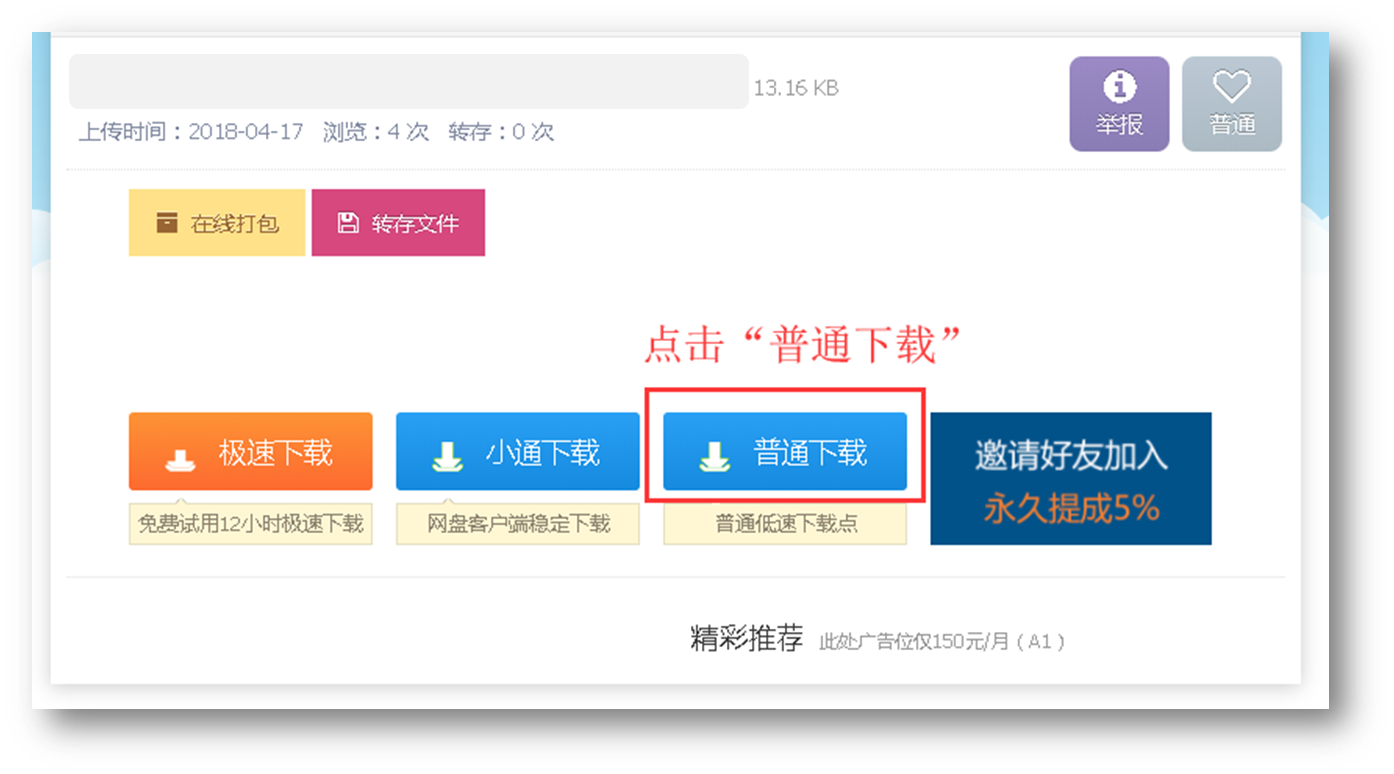 13.16 KB
举报
普通
上传时间：2018-04-17 浏览：4 次 转存：0 次
在线打包
转存文件
点击“普通下载”
极速下载
小通下载
普通下载
免费试用12小时极速下载
网盘客户端稳定下载
普通低速下载点
邀请好友加入
永久提成5%
精彩推荐 此处广告位仅150元/月（A1）